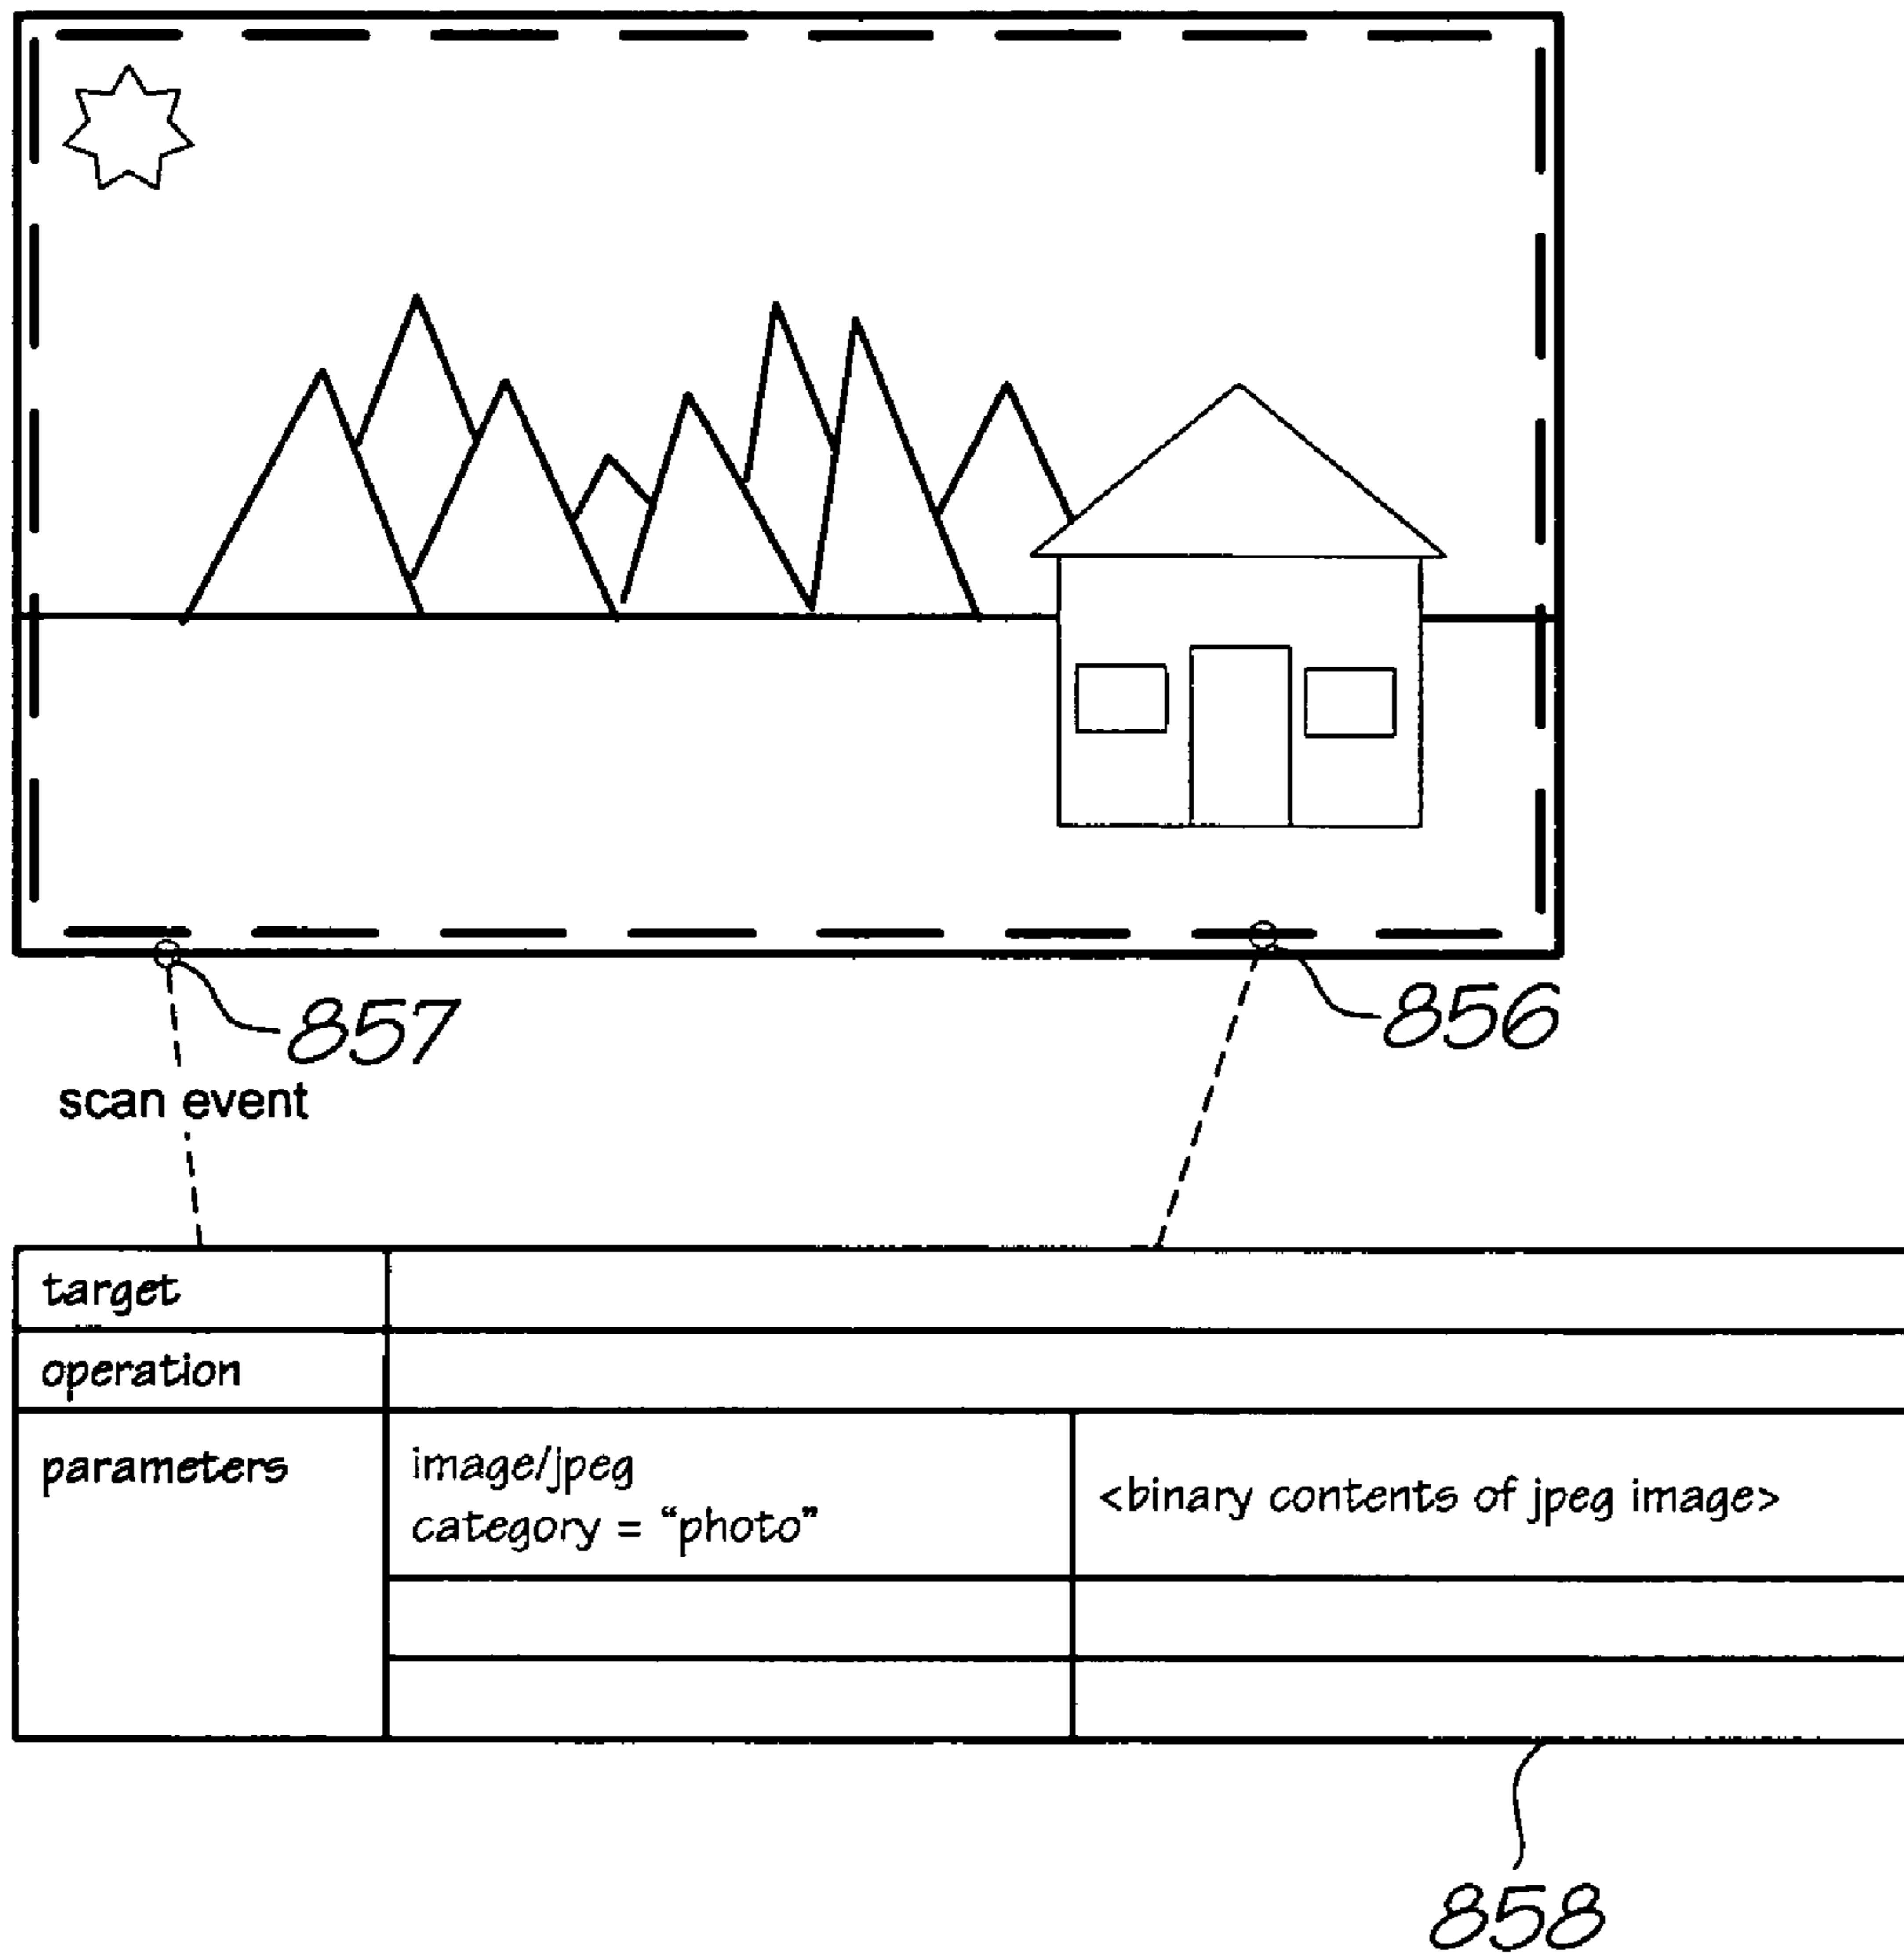 857
856
scan event
target
operation
parameters
image/jpeg
category = “photo”
<binary contents of jpeg image>
858